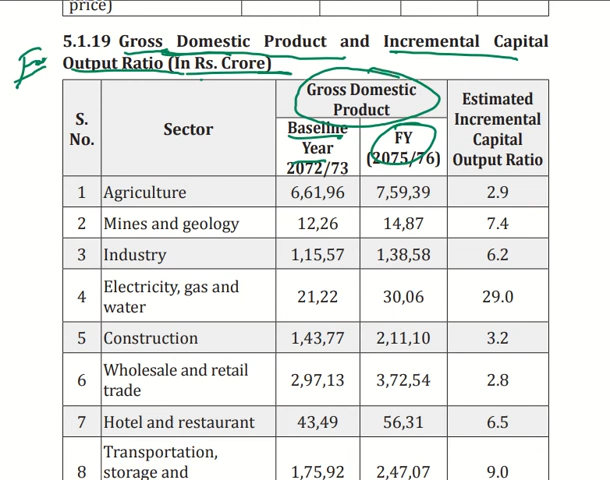 price)
5.1.19 Gross Domestic Product and Incremental Capital
Output Ratio (In Rs. Crore)
S. No. Sector Gross Domestic Product Estimated Incremental Capital Output Ratio
Baseline Year 2072/73 FY (2075/76)
1 Agriculture 6,61,96 7,59,39 2.9
2 Mines and geology 12,26 14,87 7.4
3 Industry 1,15,57 1,38,58 6.2
4 Electricity, gas and water 21,22 30,06 29.0
5 Construction 1,43,77 2,11,10 3.2
6 Wholesale and retail trade 2,97,13 3,72,54 2.8
7 Hotel and restaurant 43,49 56,31 6.5
8 Transportation, storage and 1,75,92 2,47,07 9.0